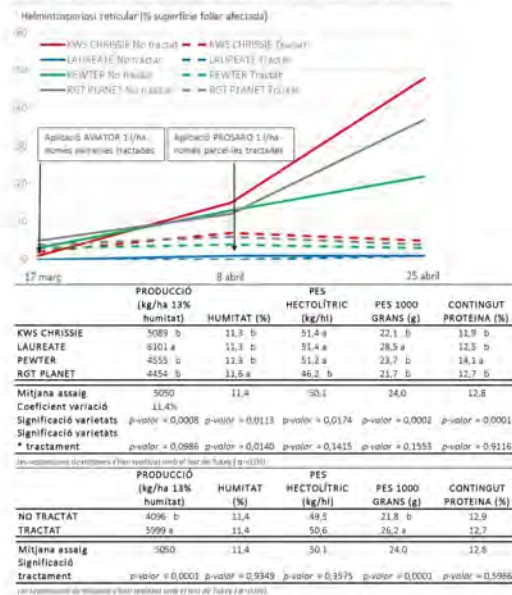 Helmintosporiosi reticular (% superfície foliar afectada)
60
KWS CHRISSIE No tractat KWS CHRISSIE Tractat
LAUREATE No tractat LAUREATE Tractat
50
PEWTER No tractat PEWTER Tractat
RGT PLANET No tractat RGT PLANET Tractat
40
Aplicació AVIATOR 1 l/ha Aplicació PROSARO 1 l/ha
només parcel·les tractades només parcel·les tractades
30
20
10
0
17 març 8 abril 25 abril
PRODUCCIÓ PES
(kg/ha 13% HECTOLÍTRIC PES 1000 CONTINGUT
humitat) HUMITAT (%) (kg/hl) GRANS (g) PROTEINA (%)
KWS CHRISSIE 5089 b 11,3 b 51,4 a 22,1 b 11,9 b
LAUREATE 6101 a 11,3 b 51,4 a 28,5 a 12,5 b
PEWTER 4555 b 11,3 b 51,2 a 23,7 b 14,1 a
RGT PLANET 4454 b 11,6 a 46,2 b 21,7 b 12,7 b
Mitjana assaig 5050 11,4 50,1 24,0 12,8
Coeficient variació 11,4%
Significació varietats p-valor = 0,0008 p-valor = 0,0113 p-valor = 0,0174 p-valor = 0,0002 p-valor = 0,0001
Significació varietats
* tractament p-valor = 0,0986 p-valor = 0,0140 p-valor = 0,1415 p-valor = 0,1553 p-valor = 0,9116
PRODUCCIÓ PES
(kg/ha 13% HUMITAT HECTOLÍTRIC PES 1000 CONTINGUT
humitat) (%) (kg/hl) GRANS (g) PROTEINA (%)
NO TRACTAT 4096 b 11,4 49,5 21,8 b 12,9
TRACTAT 5999 a 11,4 50,6 26,2 a 12,7
Mitjana assaig 5050 11,4 50,1 24,0 12,8
Significació
tractament p-valor = 0,0001 p-valor = 0,9349 p-valor = 0,3575 p-valor = 0,0001 p-valor = 0,5986